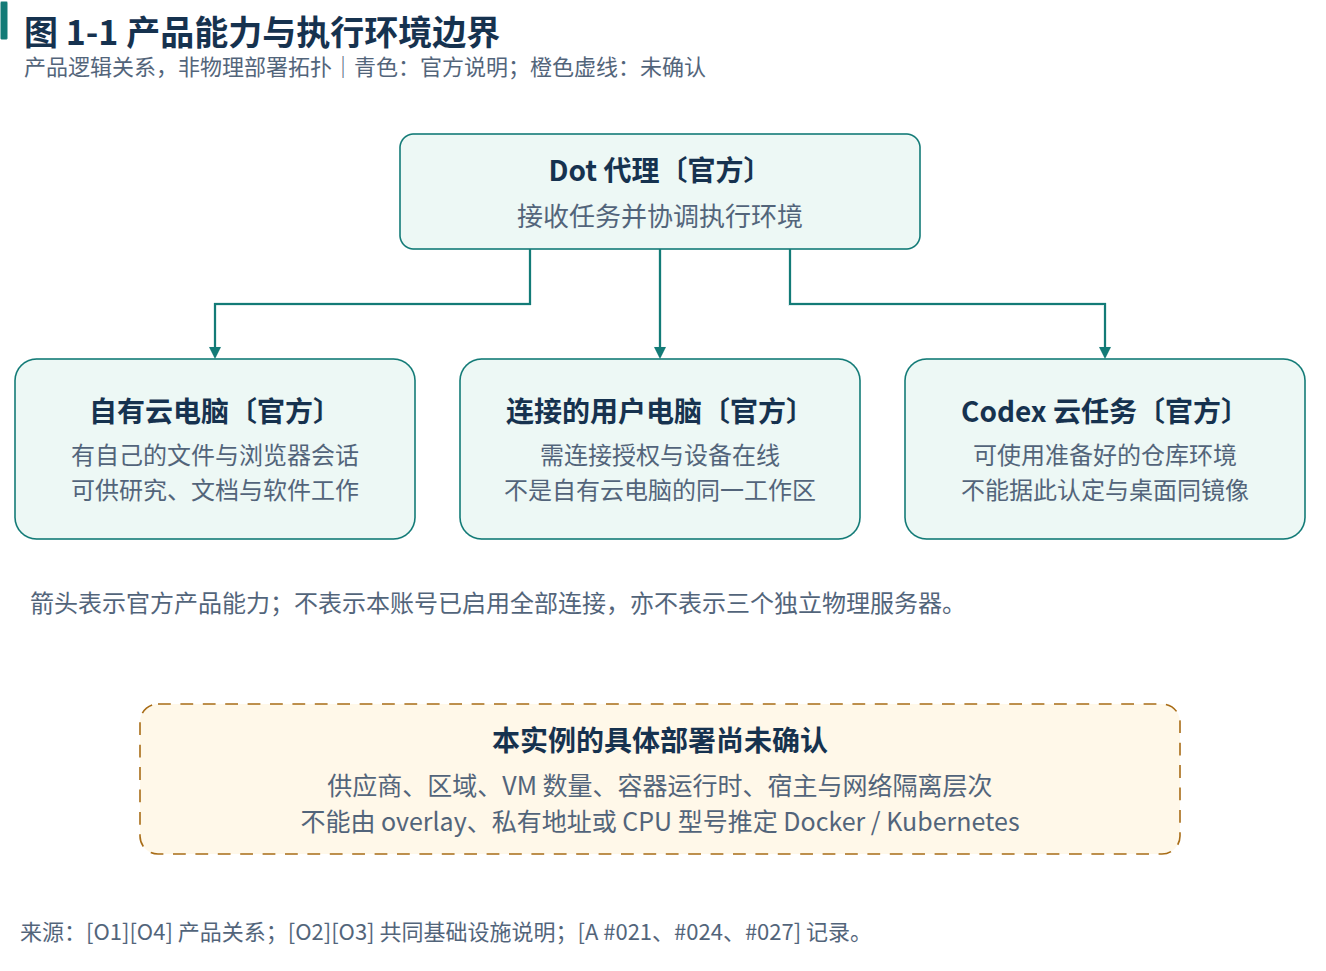 图 1-1 产品能力与执行环境边界
产品逻辑关系，非物理部署拓扑｜青色：官方说明；橙色虚线：未确认
Dot 代理〔官方〕
接收任务并协调执行环境
自有云电脑〔官方〕
有自己的文件与浏览器会话
可供研究、文档与软件工作
连接的用户电脑〔官方〕
需连接授权与设备在线
不是自有云电脑的同一工作区
Codex 云任务〔官方〕
可使用准备好的仓库环境
不能据此认定与桌面同镜像
箭头表示官方产品能力；不表示本账号已启用全部连接，亦不表示三个独立物理服务器。
本实例的具体部署尚未确认
供应商、区域、VM 数量、容器运行时、宿主与网络隔离层次
不能由 overlay、私有地址或 CPU 型号推定 Docker / Kubernetes
来源：[O1][O4] 产品关系；[O2][O3] 共同基础设施说明；[A #021、#024、#027] 记录。